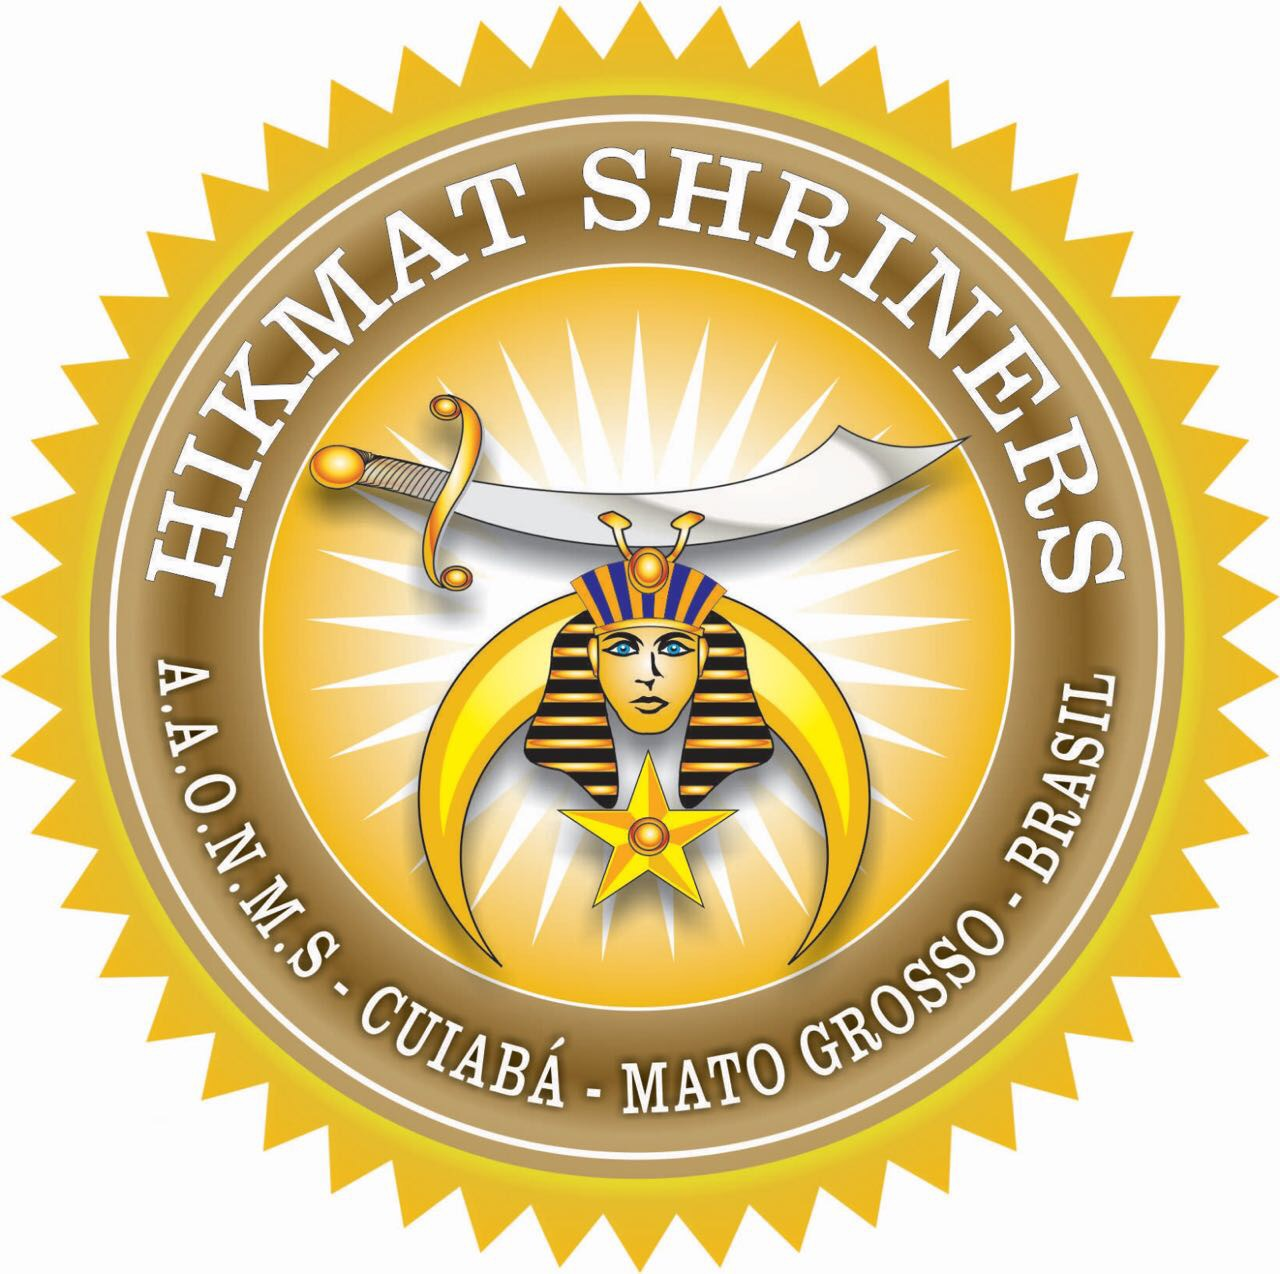 HIKMAT SHRINERS
A.A.O.N.M.S - CUIABÁ - MATO GROSSO - BRASIL